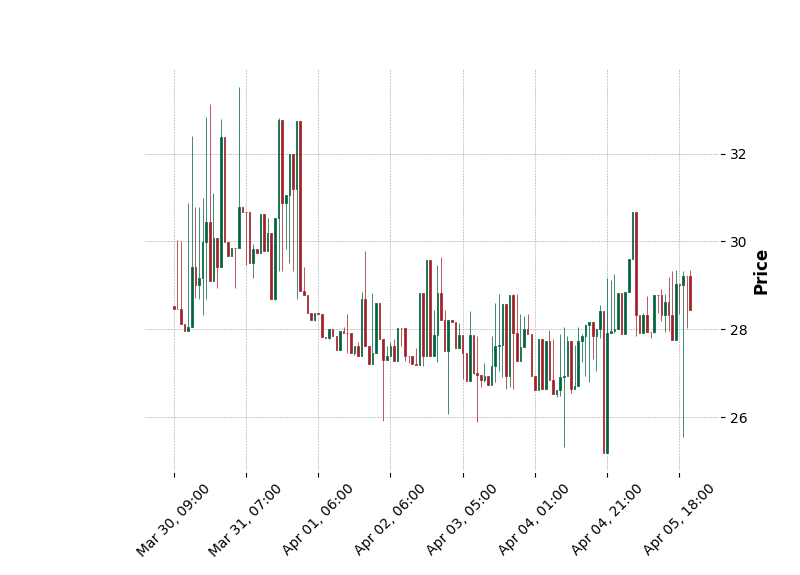 32
30
28
26
Price
Mar 30, 09:00
Mar 31, 07:00
Apr 01, 06:00
Apr 02, 06:00
Apr 03, 05:00
Apr 04, 01:00
Apr 04, 21:00
Apr 05, 18:00